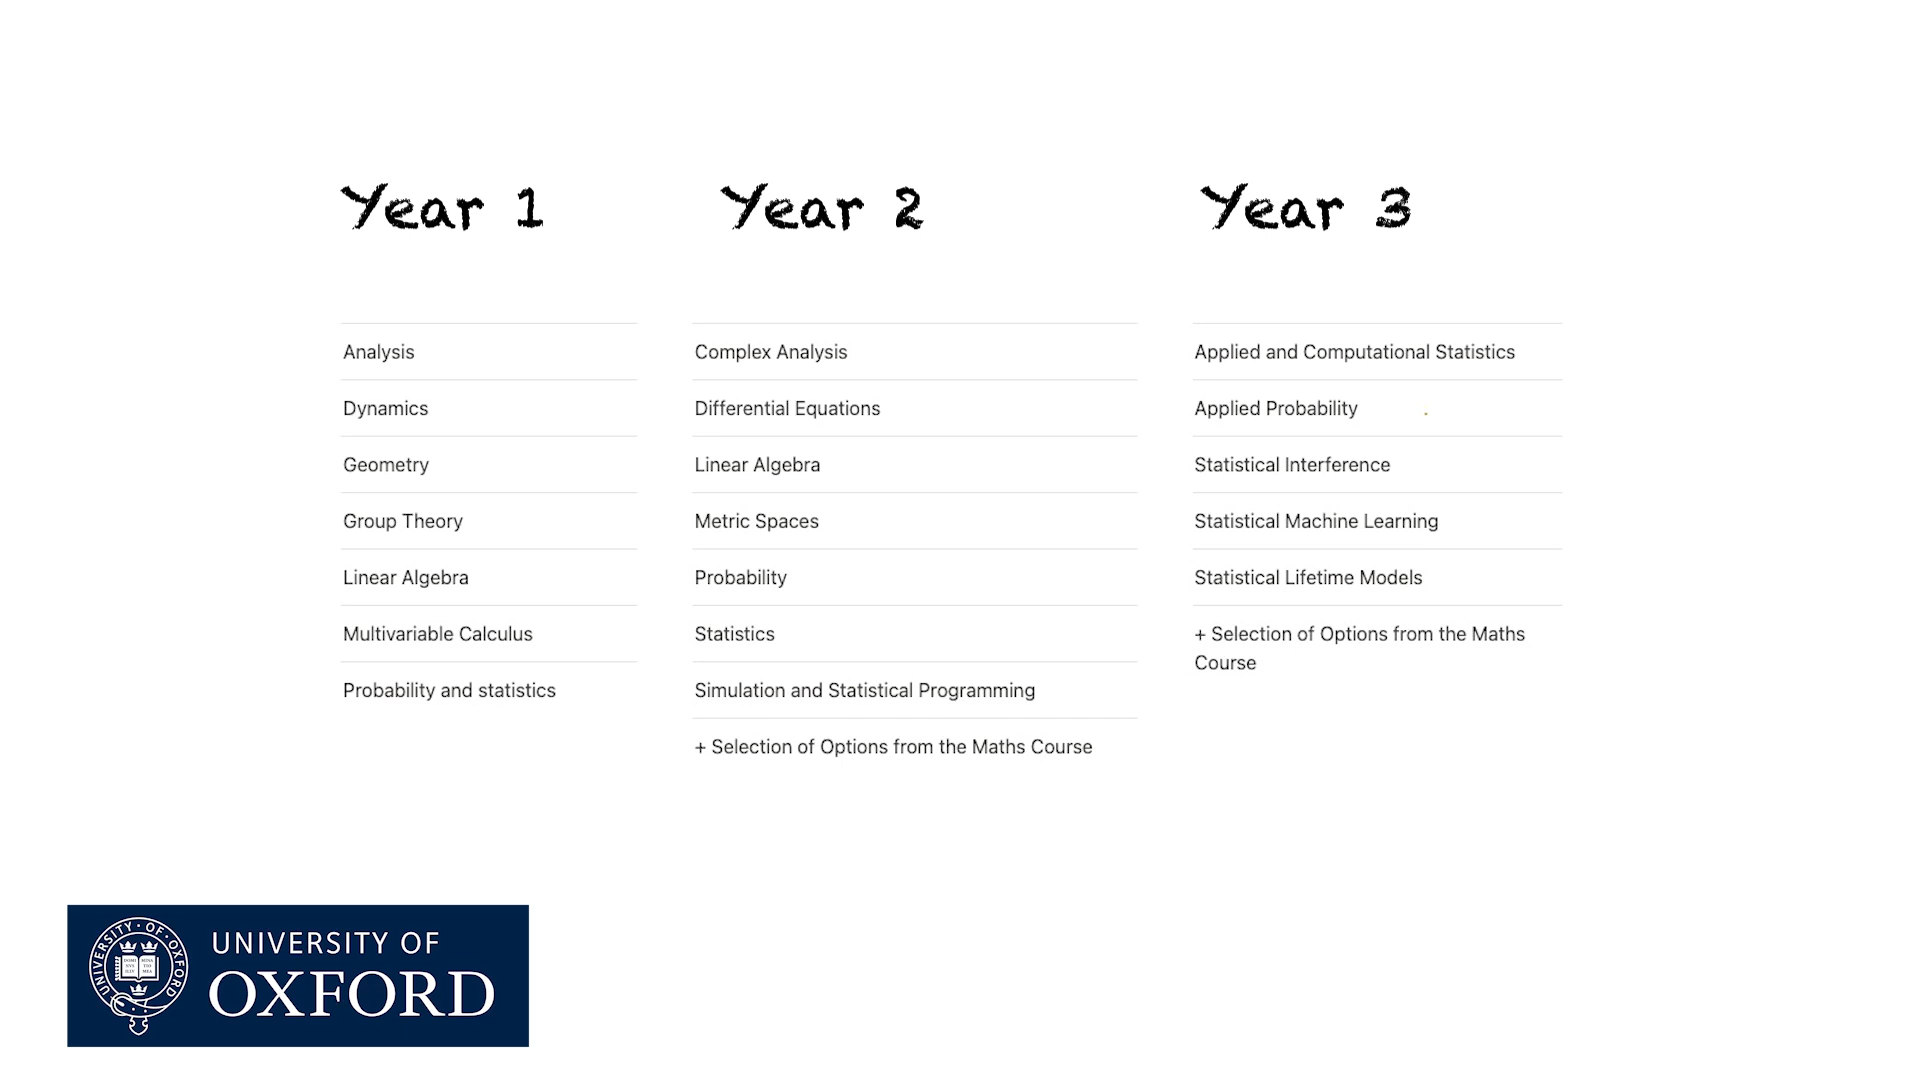 Year 1
Analysis
Dynamics
Geometry
Group Theory
Linear Algebra
Multivariable Calculus
Probability and statistics
Year 2
Complex Analysis
Differential Equations
Linear Algebra
Metric Spaces
Probability
Statistics
Simulation and Statistical Programming
+ Selection of Options from the Maths Course
Year 3
Applied and Computational Statistics
Applied Probability
Statistical Interference
Statistical Machine Learning
Statistical Lifetime Models
+ Selection of Options from the Maths
Course
UNIVERSITY OF
OXFORD
UNIVERSITY · OF · OXFORD